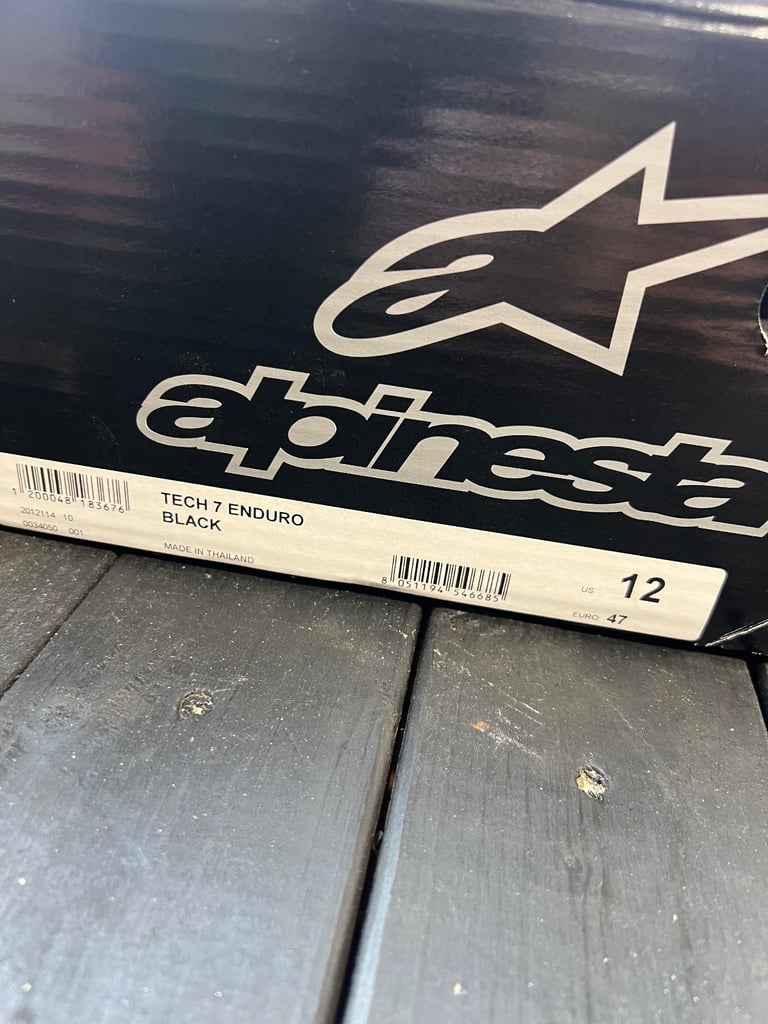 alpinesta
1 200048 183676
2012114 10
0034050 001
TECH 7 ENDURO
BLACK
MADE IN THAILAND
8 051194 546685
US 12
EURO 47